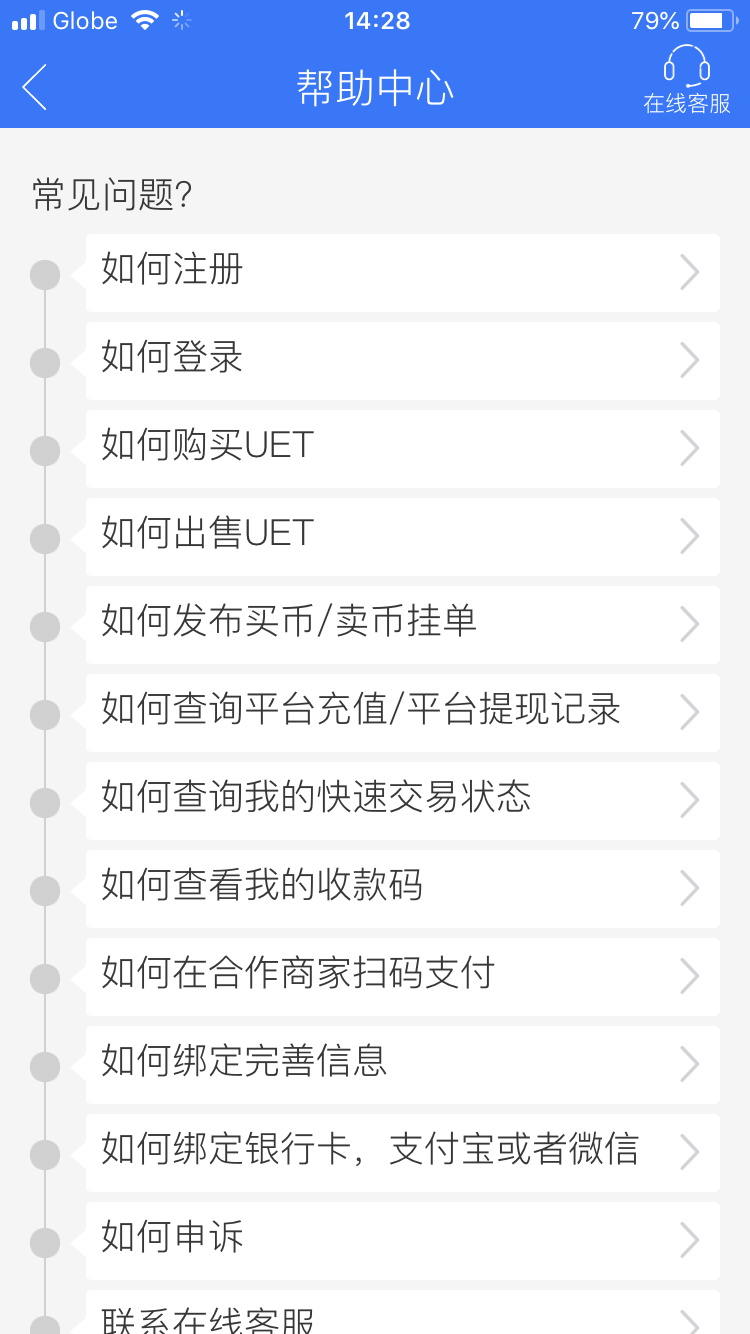 Globe 14:28 79%
帮助中心
在线客服
常见问题?
如何注册
如何登录
如何购买UET
如何出售UET
如何发布买币/卖币挂单
如何查询平台充值/平台提现记录
如何查询我的快速交易状态
如何查看我的收款码
如何在合作商家扫码支付
如何绑定完善信息
如何绑定银行卡，支付宝或者微信
如何申诉
联系在线客服